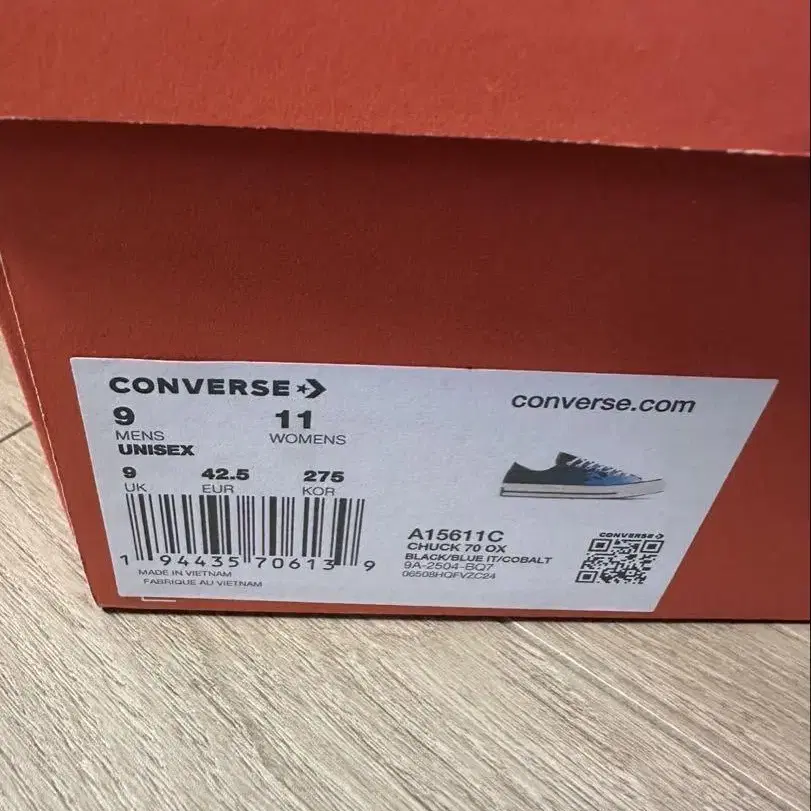 CONVERSE
converse.com
9 11
MENS WOMENS
UNISEX
9 42.5 275
UK EUR KOR
1 94435 70613 9
MADE IN VIETNAM
FABRIQUE AU VIETNAM
A15611C
CHUCK 70 OX
BLACK/BLUE IT/COBALT
9A-2504-BQ7
06508HQFVZC24
CONVERSE